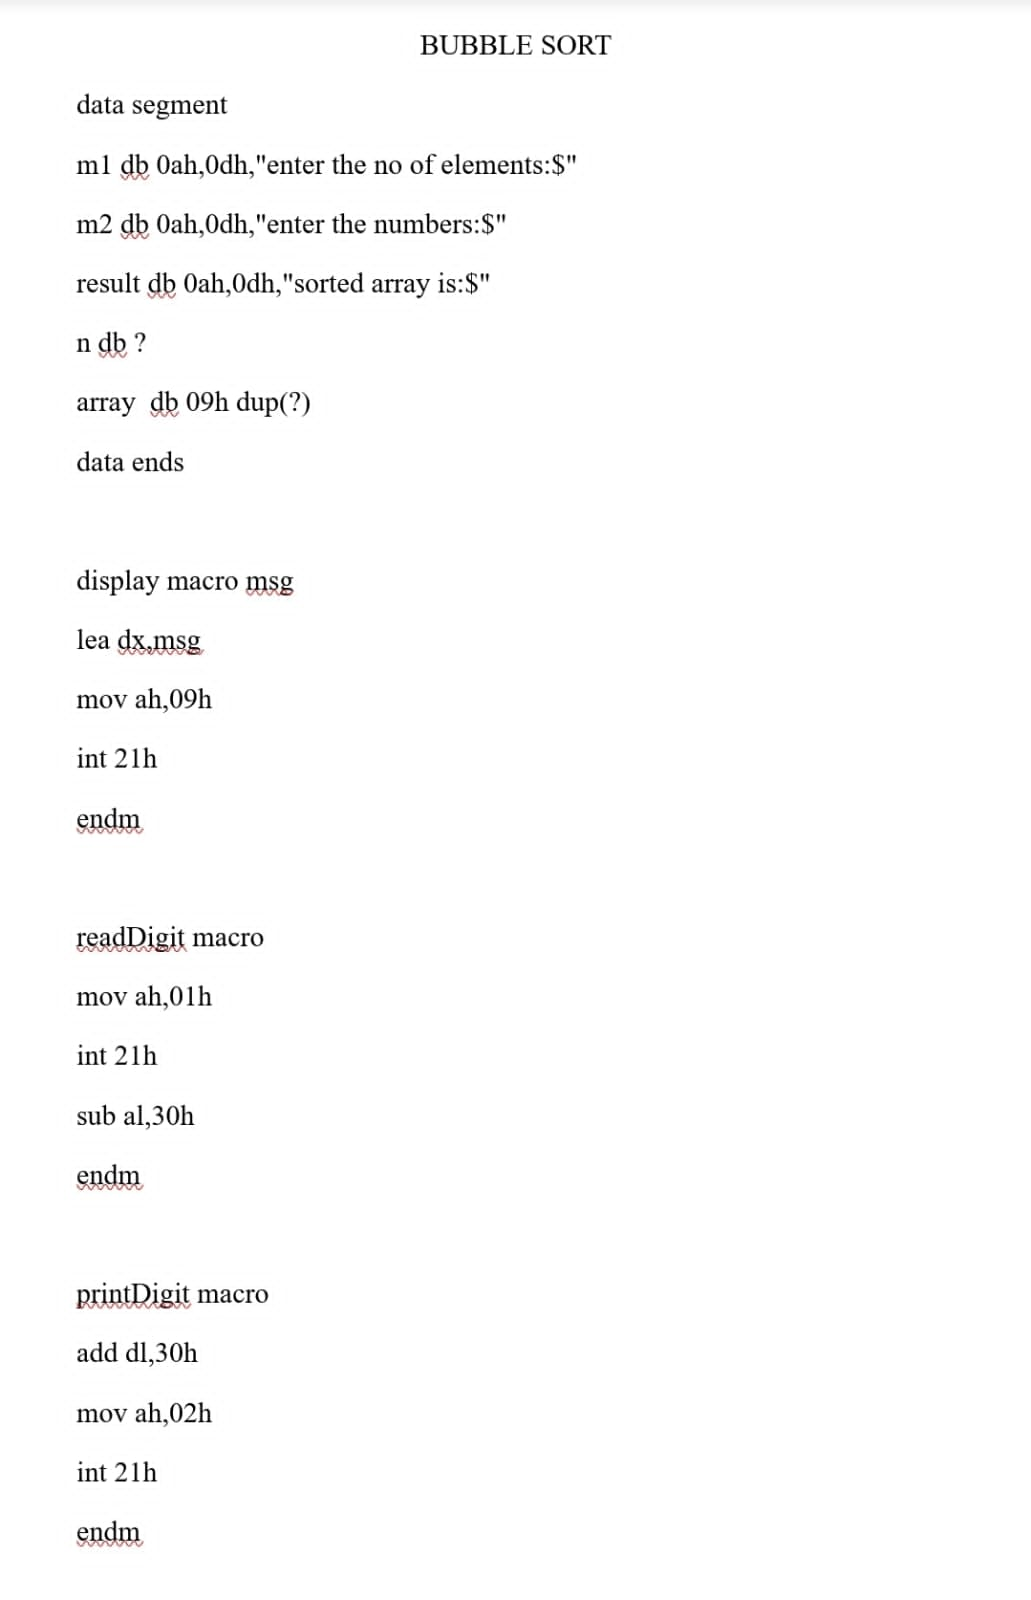 BUBBLE SORT
data segment
m1 db 0ah,0dh,"enter the no of elements:$"
m2 db 0ah,0dh,"enter the numbers:$"
result db 0ah,0dh,"sorted array is:$"
n db ?
array  db 09h dup(?)
data ends
display macro msg
lea dx,msg
mov ah,09h
int 21h
endm
readDigit macro
mov ah,01h
int 21h
sub al,30h
endm
printDigit macro
add dl,30h
mov ah,02h
int 21h
endm